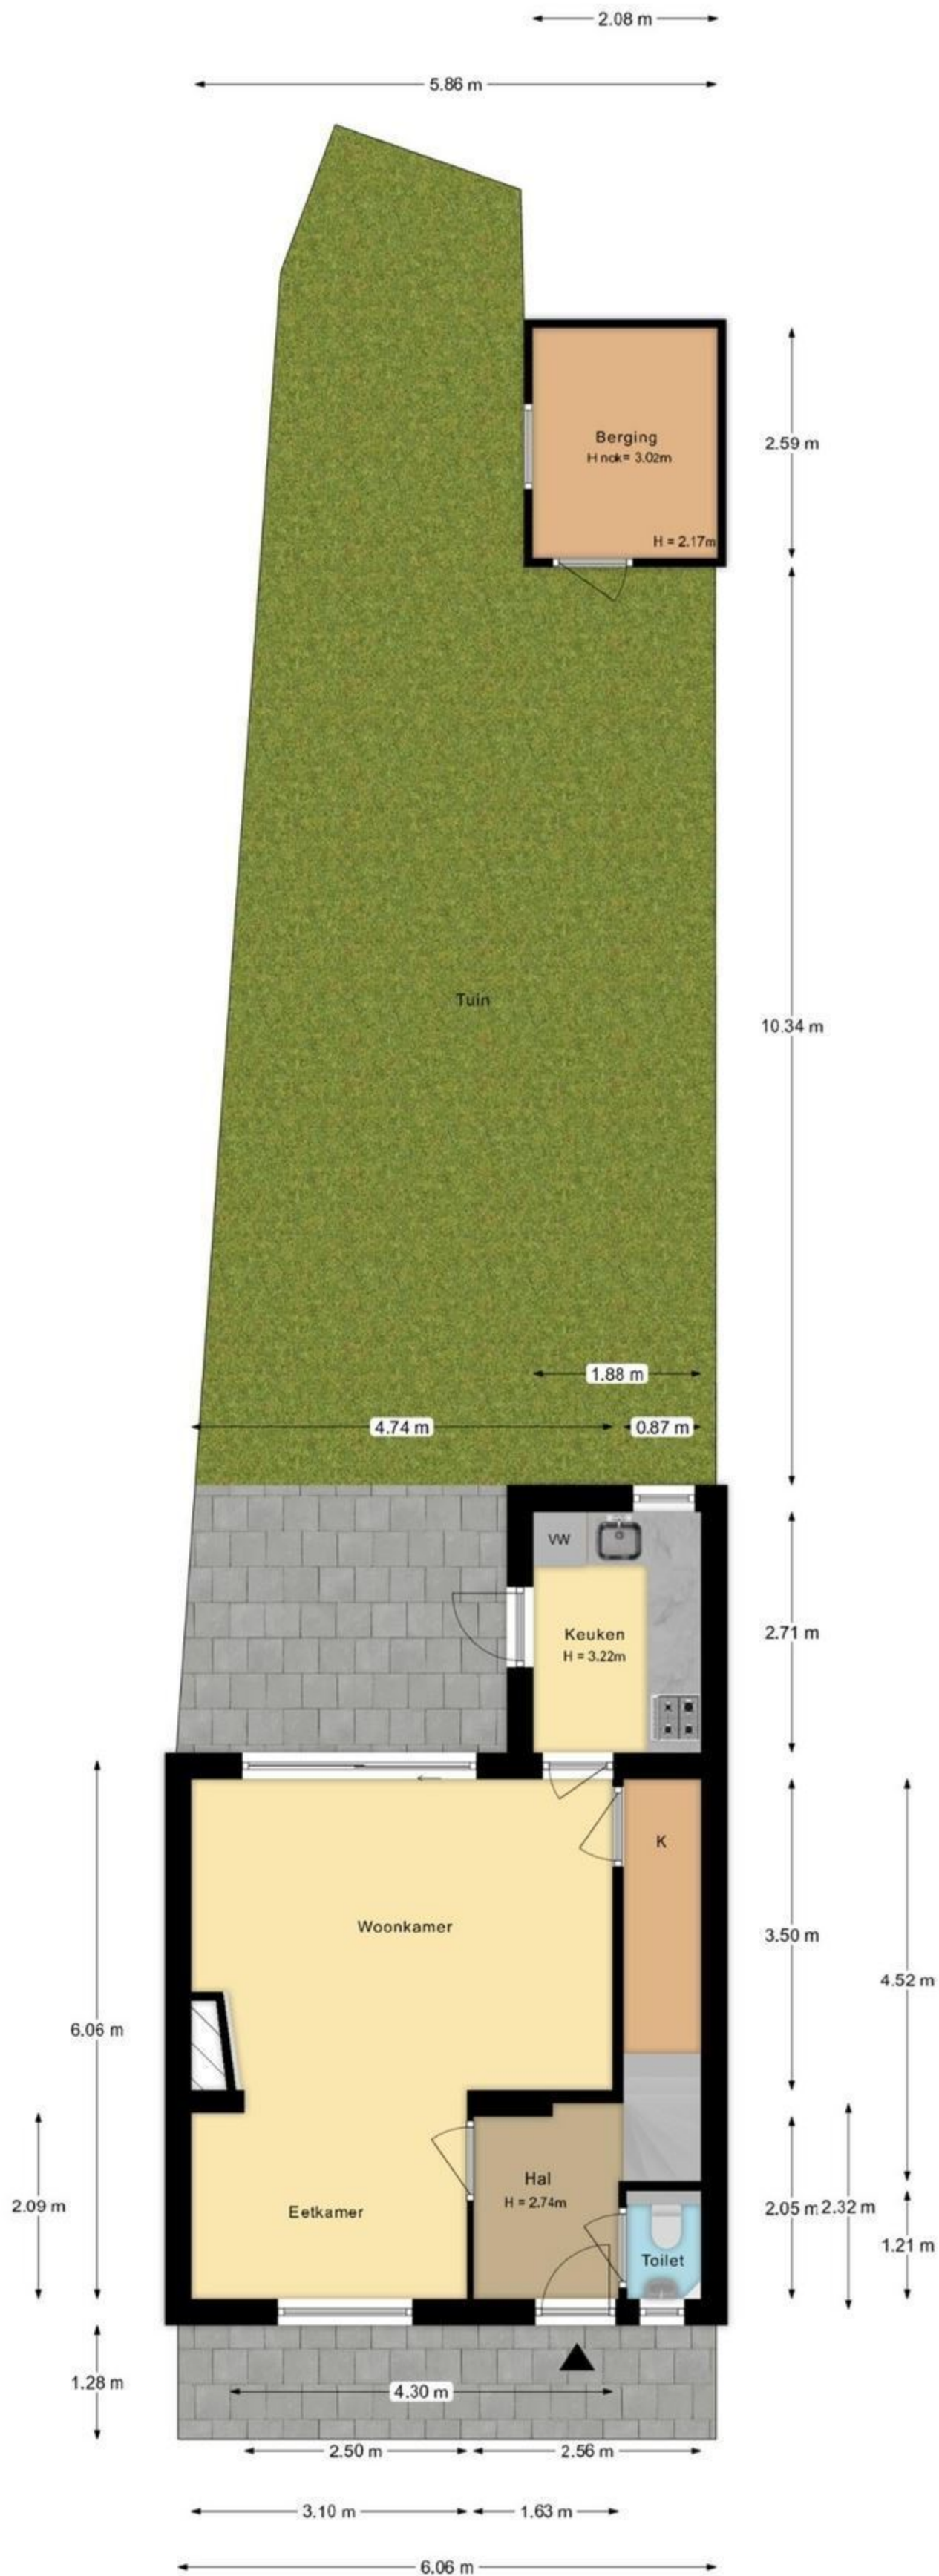 2.08 m
5.86 m
Berging
H nok= 3.02m
2.59 m
H = 2.17m
Tuin
10.34 m
1.88 m
4.74 m
0.87 m
VW
Keuken
H = 3.22m
2.71 m
K
Woonkamer
3.50 m
4.52 m
6.06 m
Hal
H = 2.74m
2.09 m
Eetkamer
2.05 m
2.32 m
1.21 m
Toilet
1.28 m
4.30 m
2.50 m
2.56 m
3.10 m
1.63 m
6.06 m